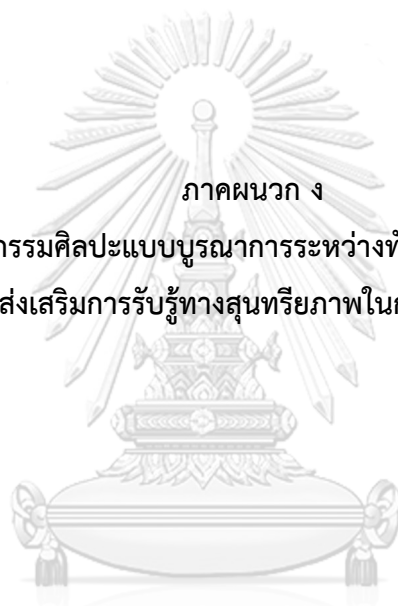 ภาคผนวก ง
กรรมศิลปะแบบบูรณาการระหว่าง
ส่งเสริมการรับรู้ทางสุนทรียภาพใน